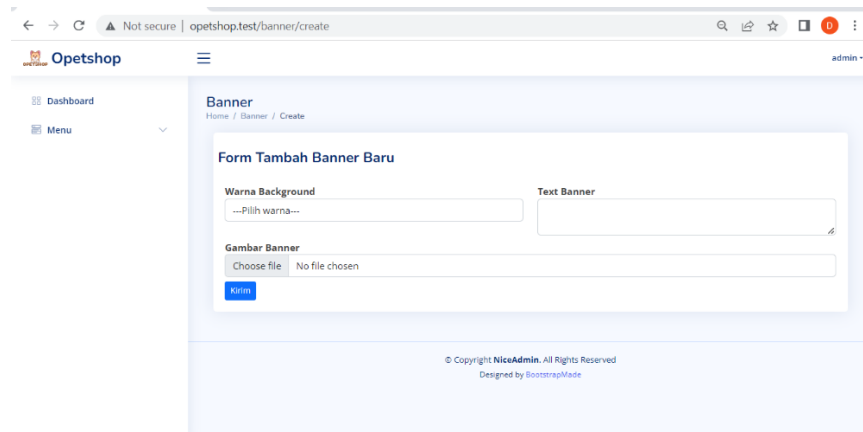 Not secure | opetshop.test/banner/create
D
Opetshop
admin
Dashboard
Menu
Banner
Home / Banner / Create
Form Tambah Banner Baru
Warna Background
---Pilih warna---
Text Banner
Gambar Banner
Choose file No file chosen
Kirim
© Copyright NiceAdmin. All Rights Reserved
Designed by BootstrapMade